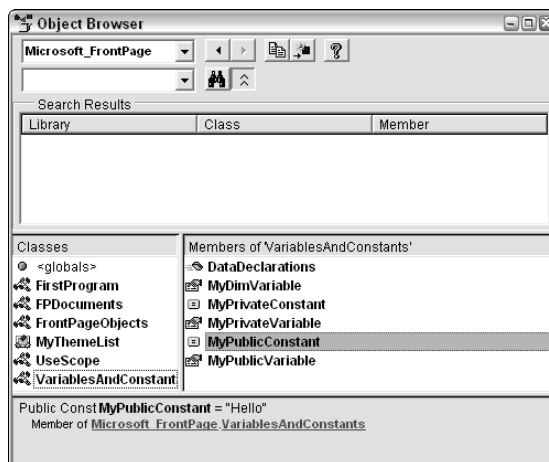 Object Browser
Microsoft_FrontPage
Search Results
Library Class Member
Classes
<globals>
FirstProgram
FPDocuments
FrontPageObjects
MyThemeList
UseScope
VariablesAndConstant
Members of 'VariablesAndConstants'
DataDeclarations
MyDimVariable
MyPrivateConstant
MyPrivateVariable
MyPublicConstant
MyPublicVariable
Public Const MyPublicConstant = "Hello"
Member of Microsoft_FrontPage.VariablesAndConstants